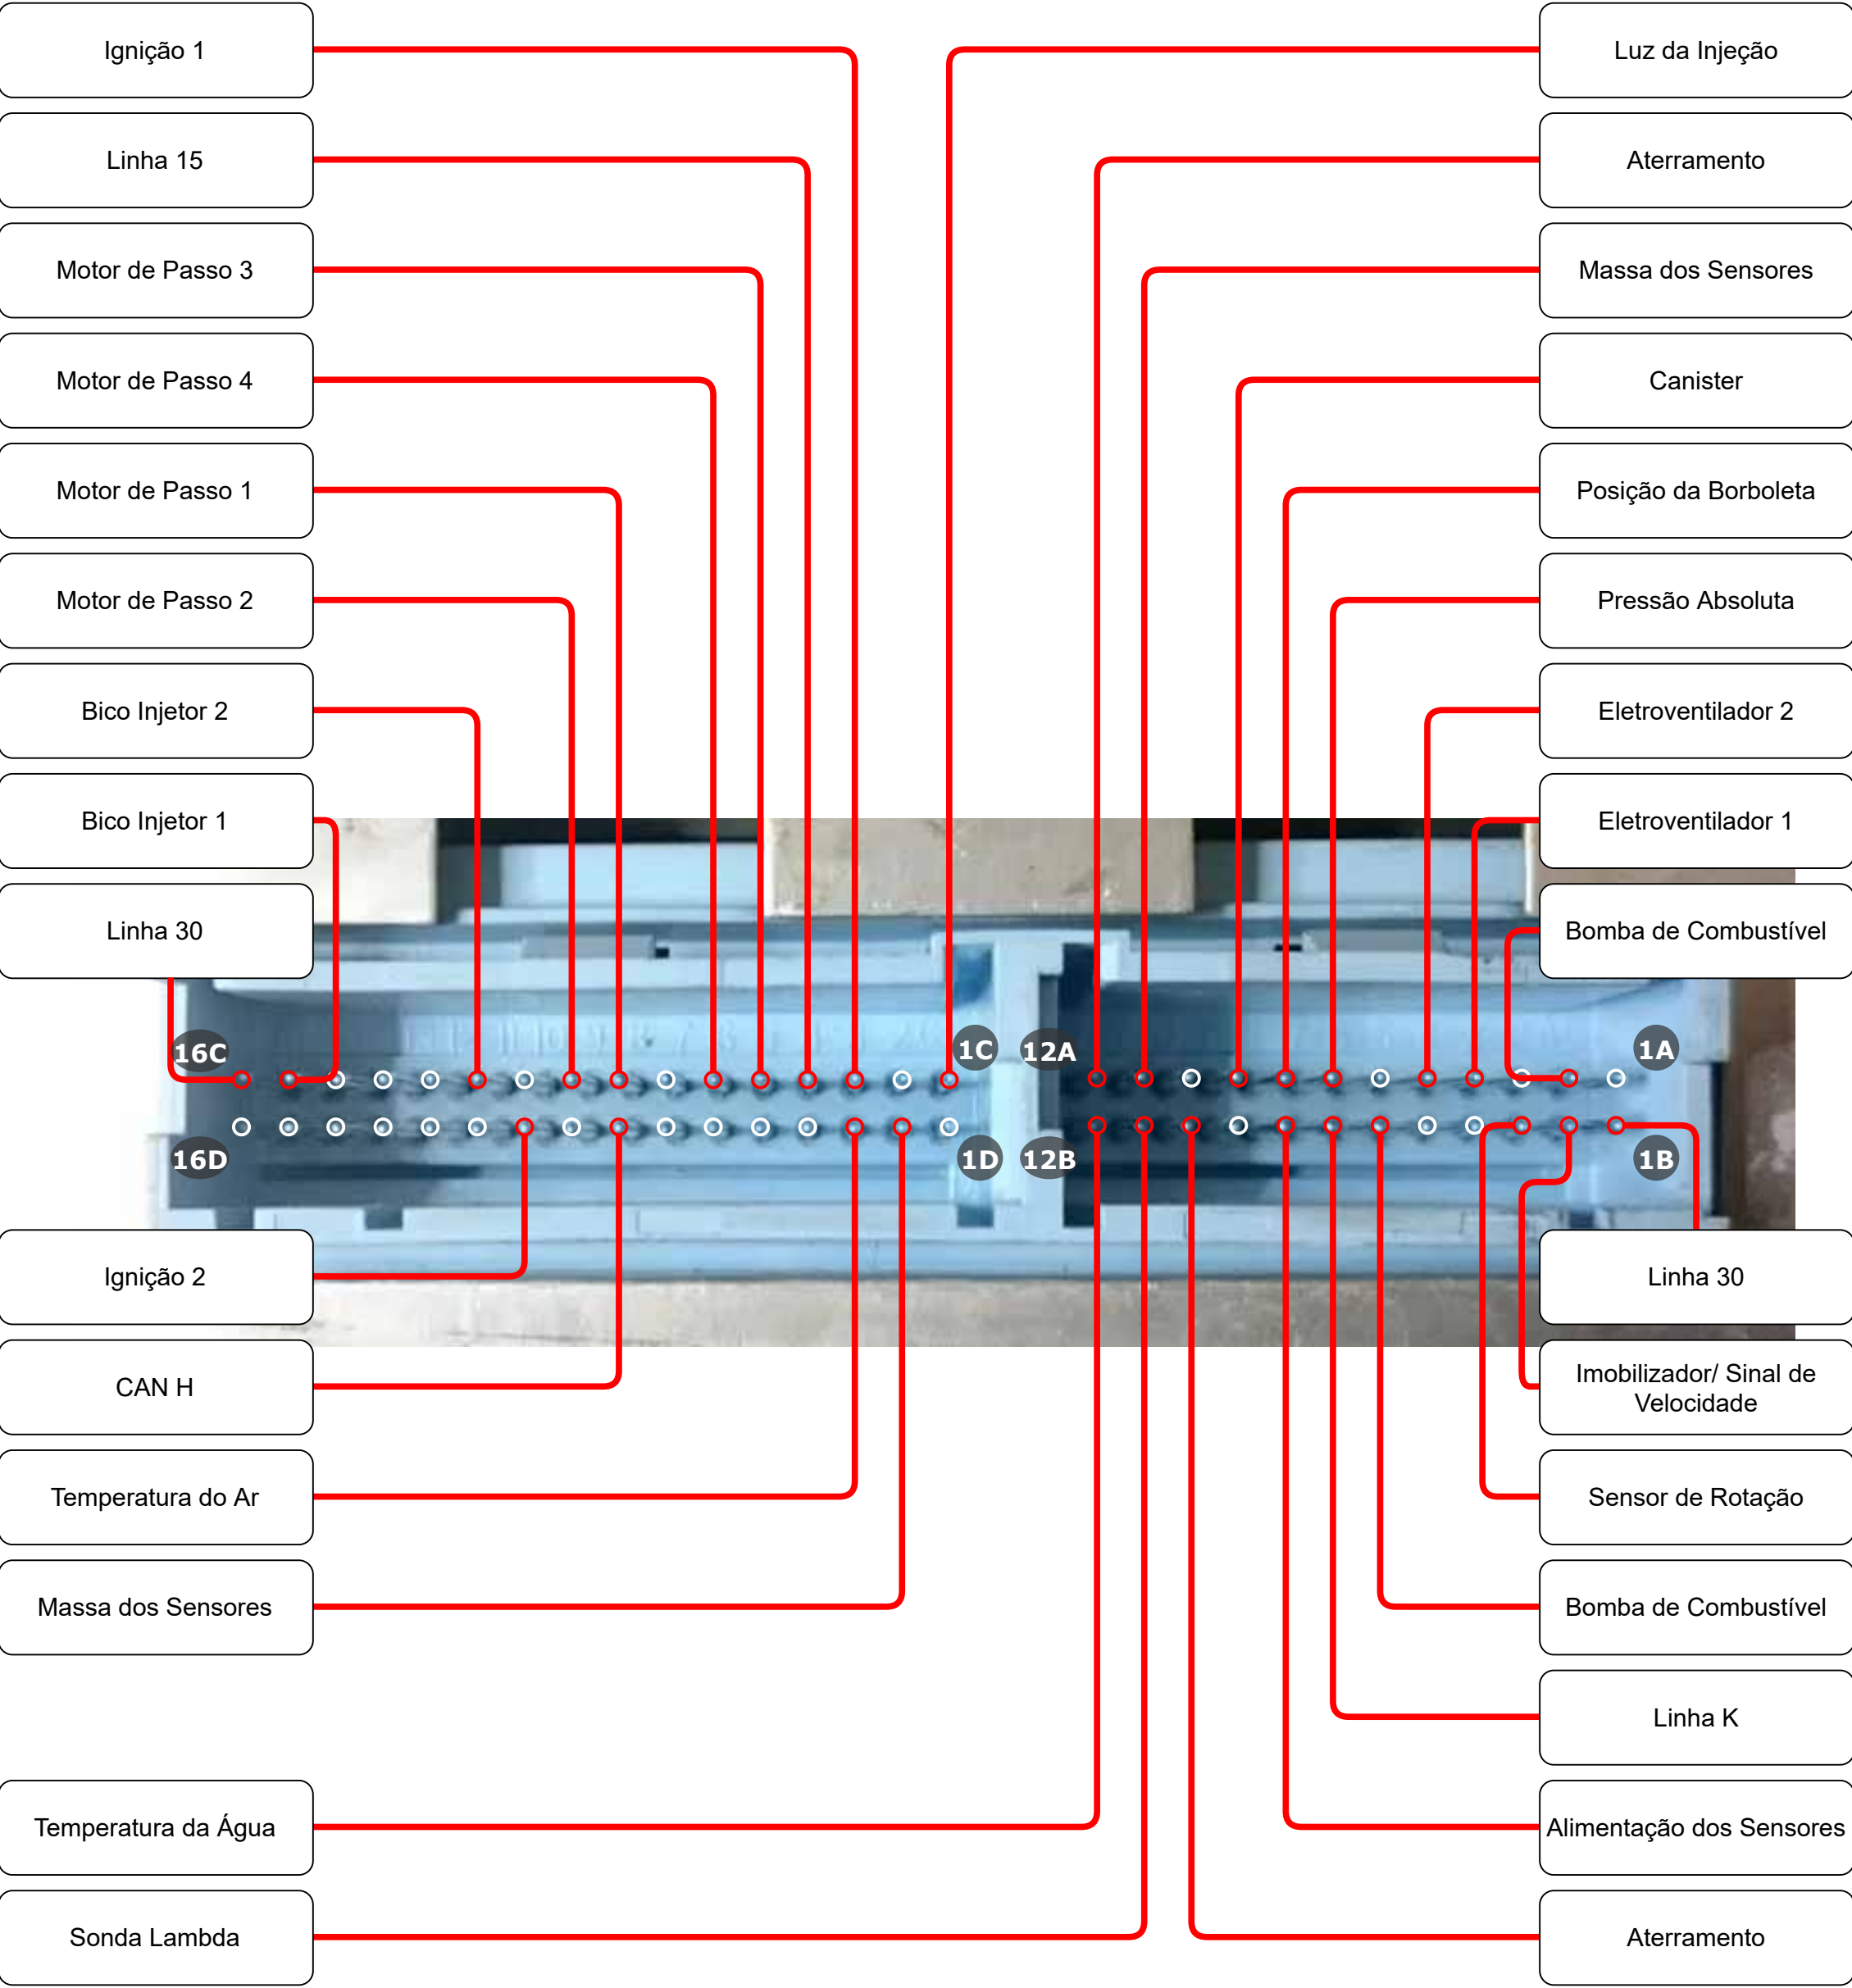 Ignição 1
Luz da Injeção
Linha 15
Aterramento
Motor de Passo 3
Massa dos Sensores
Motor de Passo 4
Canister
Motor de Passo 1
Posição da Borboleta
Motor de Passo 2
Pressão Absoluta
Bico Injetor 2
Eletroventilador 2
Bico Injetor 1
Eletroventilador 1
Linha 30
Bomba de Combustível
16C
1C
12A
1A
16D
1D
12B
1B
Ignição 2
Linha 30
CAN H
Imobilizador/ Sinal de
Velocidade
Temperatura do Ar
Sensor de Rotação
Massa dos Sensores
Bomba de Combustível
Linha K
Temperatura da Água
Alimentação dos Sensores
Sonda Lambda
Aterramento